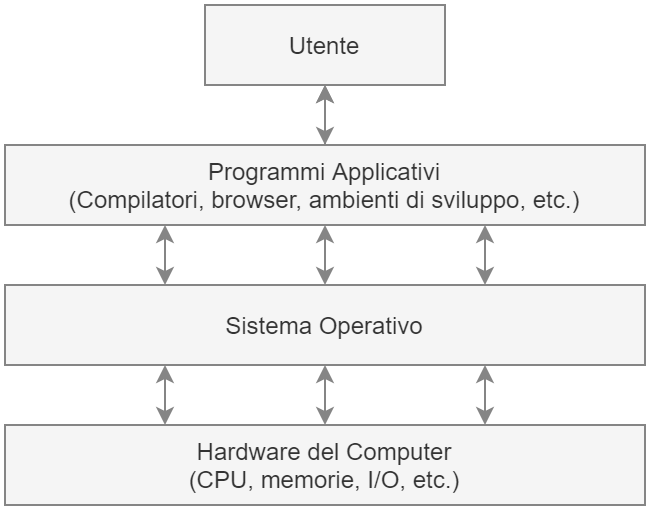 Utente
Programmi Applicativi
(Compilatori, browser, ambienti di sviluppo, etc.)
Sistema Operativo
Hardware del Computer
(CPU, memorie, I/O, etc.)